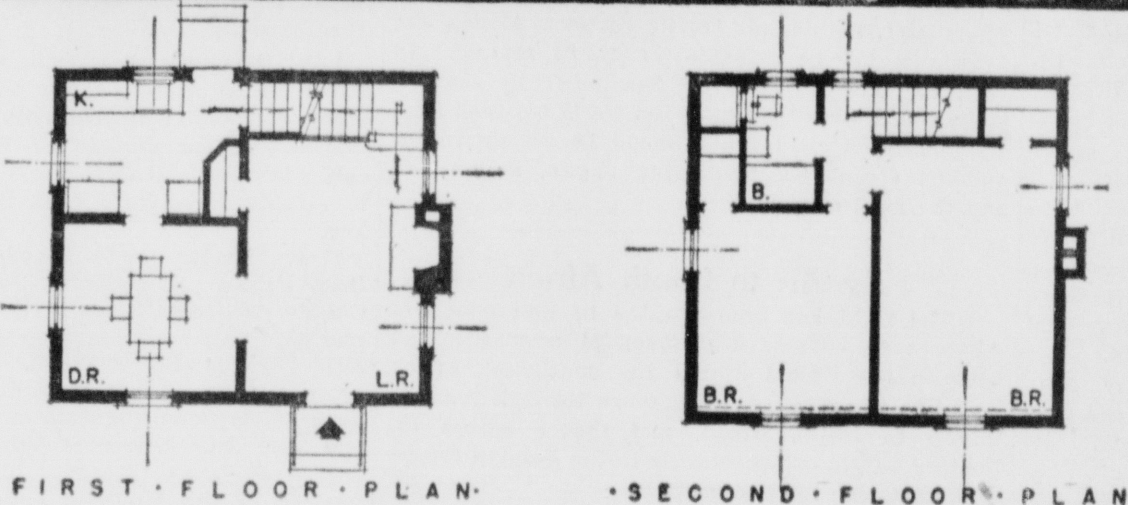 K.
D.R.
L.R.
FIRST · FLOOR · PLAN ·
B.
B.R.
B.R.
· SECOND · FLOOR · PLAN